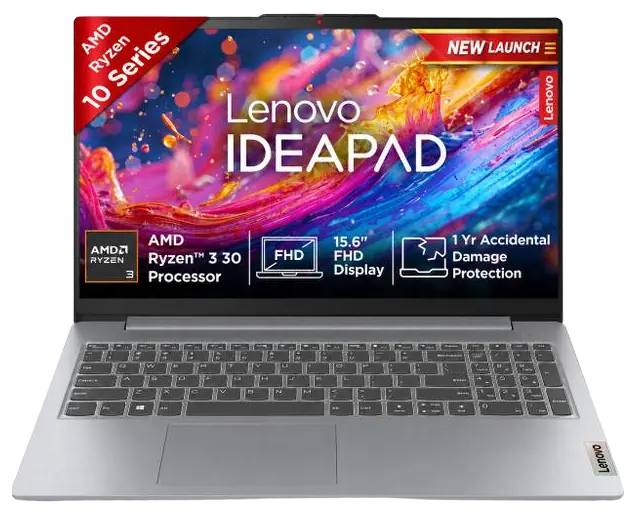 AMD
Ryzen
10 Series
NEW LAUNCH
Lenovo
Lenovo
IDEAPAD
AMD
RYZEN
3
AMD
Ryzen™ 3 30
Processor
FHD
15.6"
FHD
Display
1 Yr Accidental
Damage
Protection
Lenovo